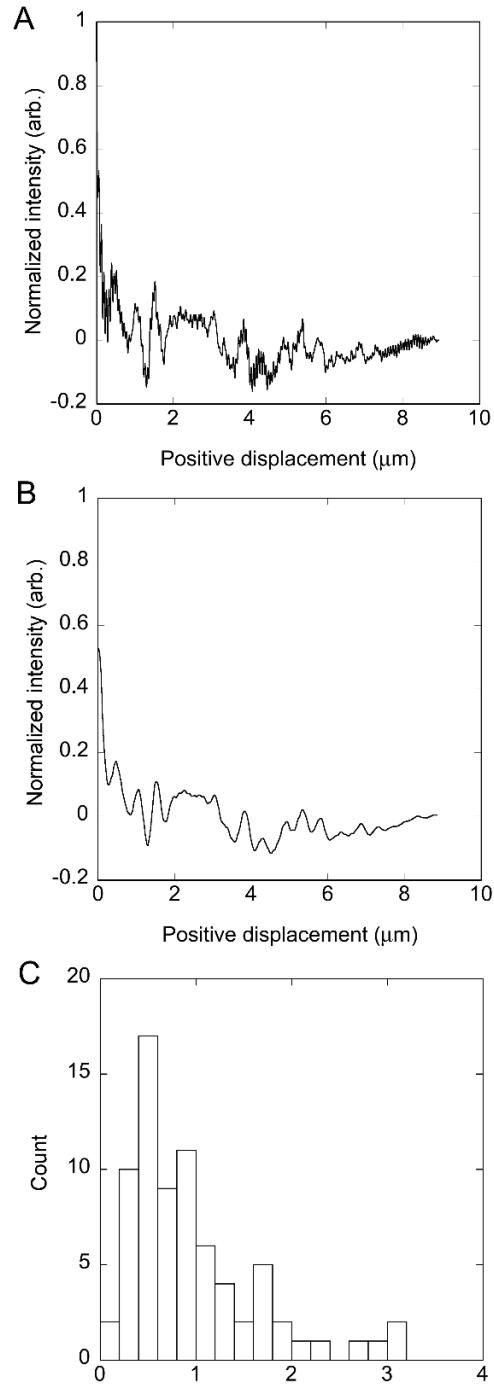 A
1
0.8
0.6
0.4
0.2
0
-0.2
Normalized intensity (arb.)
0 2 4 6 8 10
Positive displacement (μm)
B
1
0.8
0.6
0.4
0.2
0
-0.2
Normalized intensity (arb.)
0 2 4 6 8 10
Positive displacement (μm)
C
20
15
10
5
0
Count
0 1 2 3 4